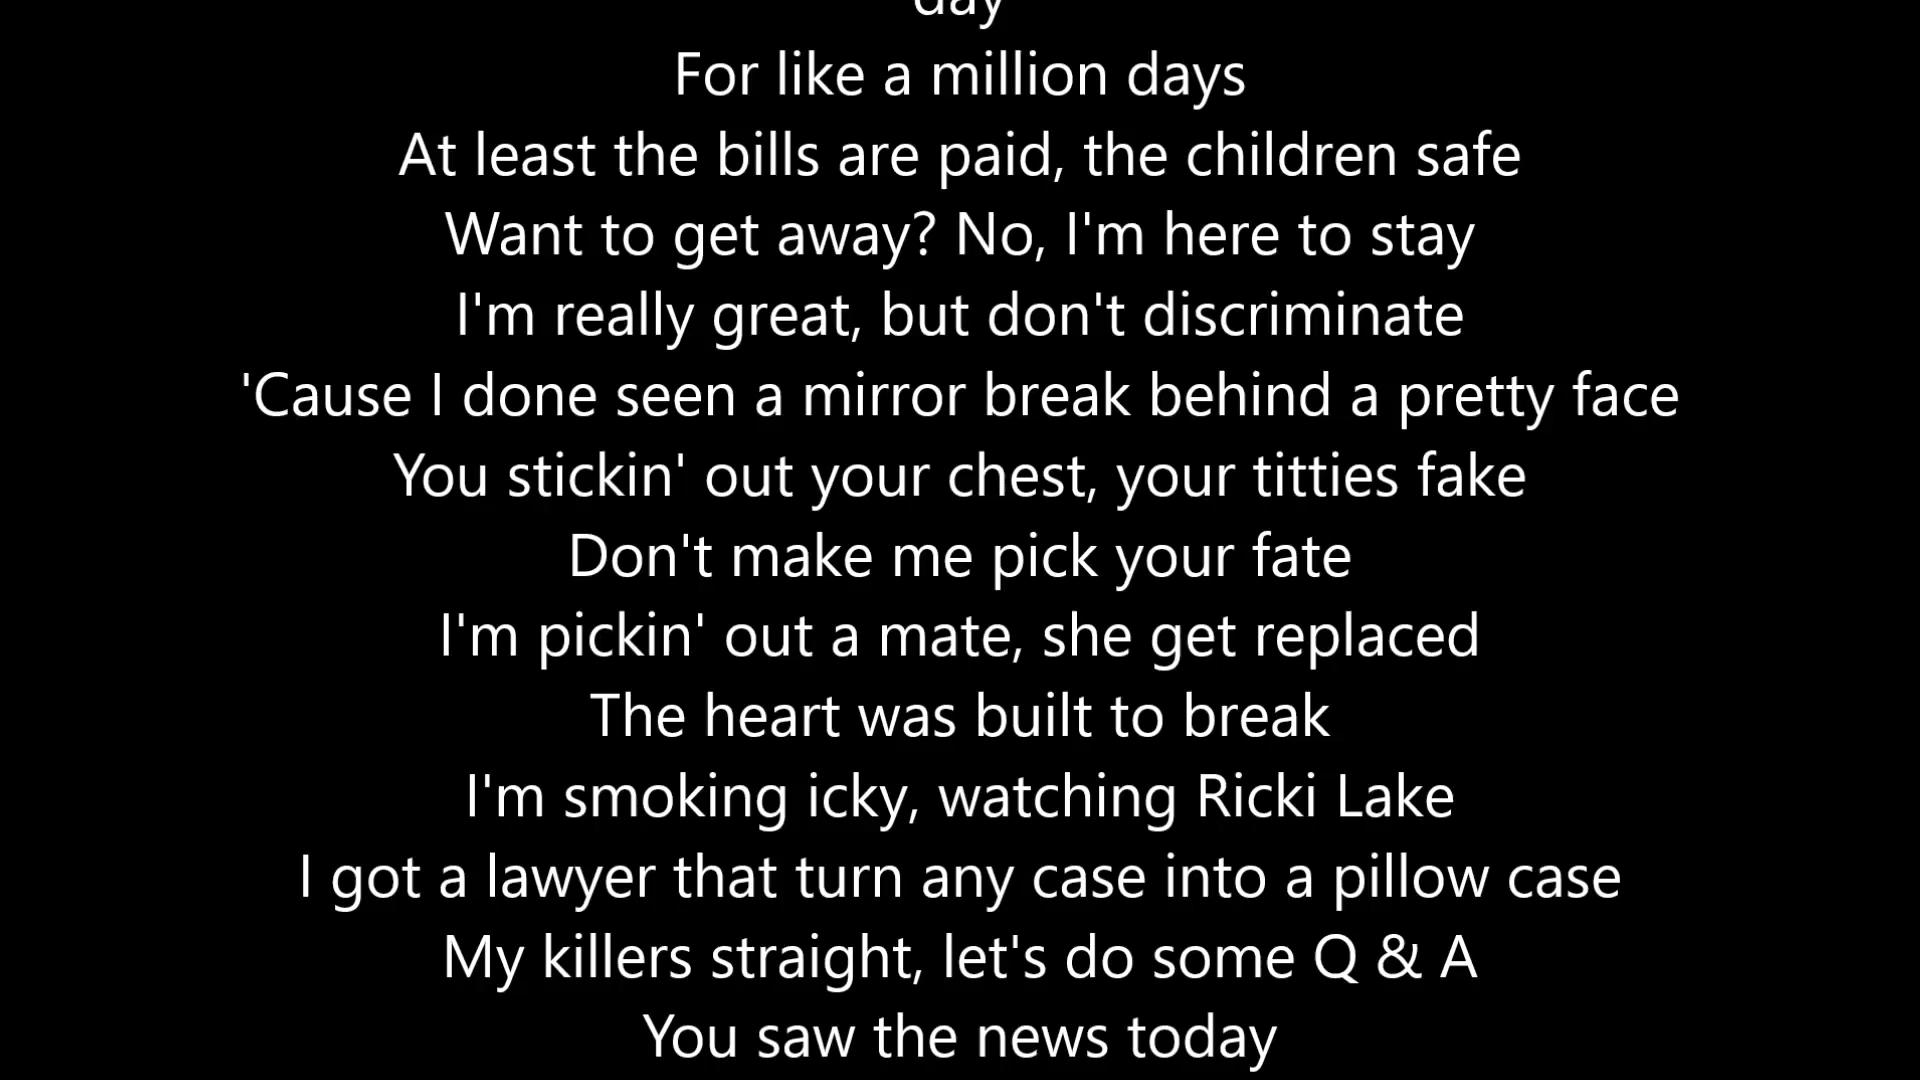 day
For like a million days
At least the bills are paid, the children safe
Want to get away? No, I'm here to stay
I'm really great, but don't discriminate
'Cause I done seen a mirror break behind a pretty face
You stickin' out your chest, your titties fake
Don't make me pick your fate
I'm pickin' out a mate, she get replaced
The heart was built to break
I'm smoking icky, watching Ricki Lake
I got a lawyer that turn any case into a pillow case
My killers straight, let's do some Q & A
You saw the news today